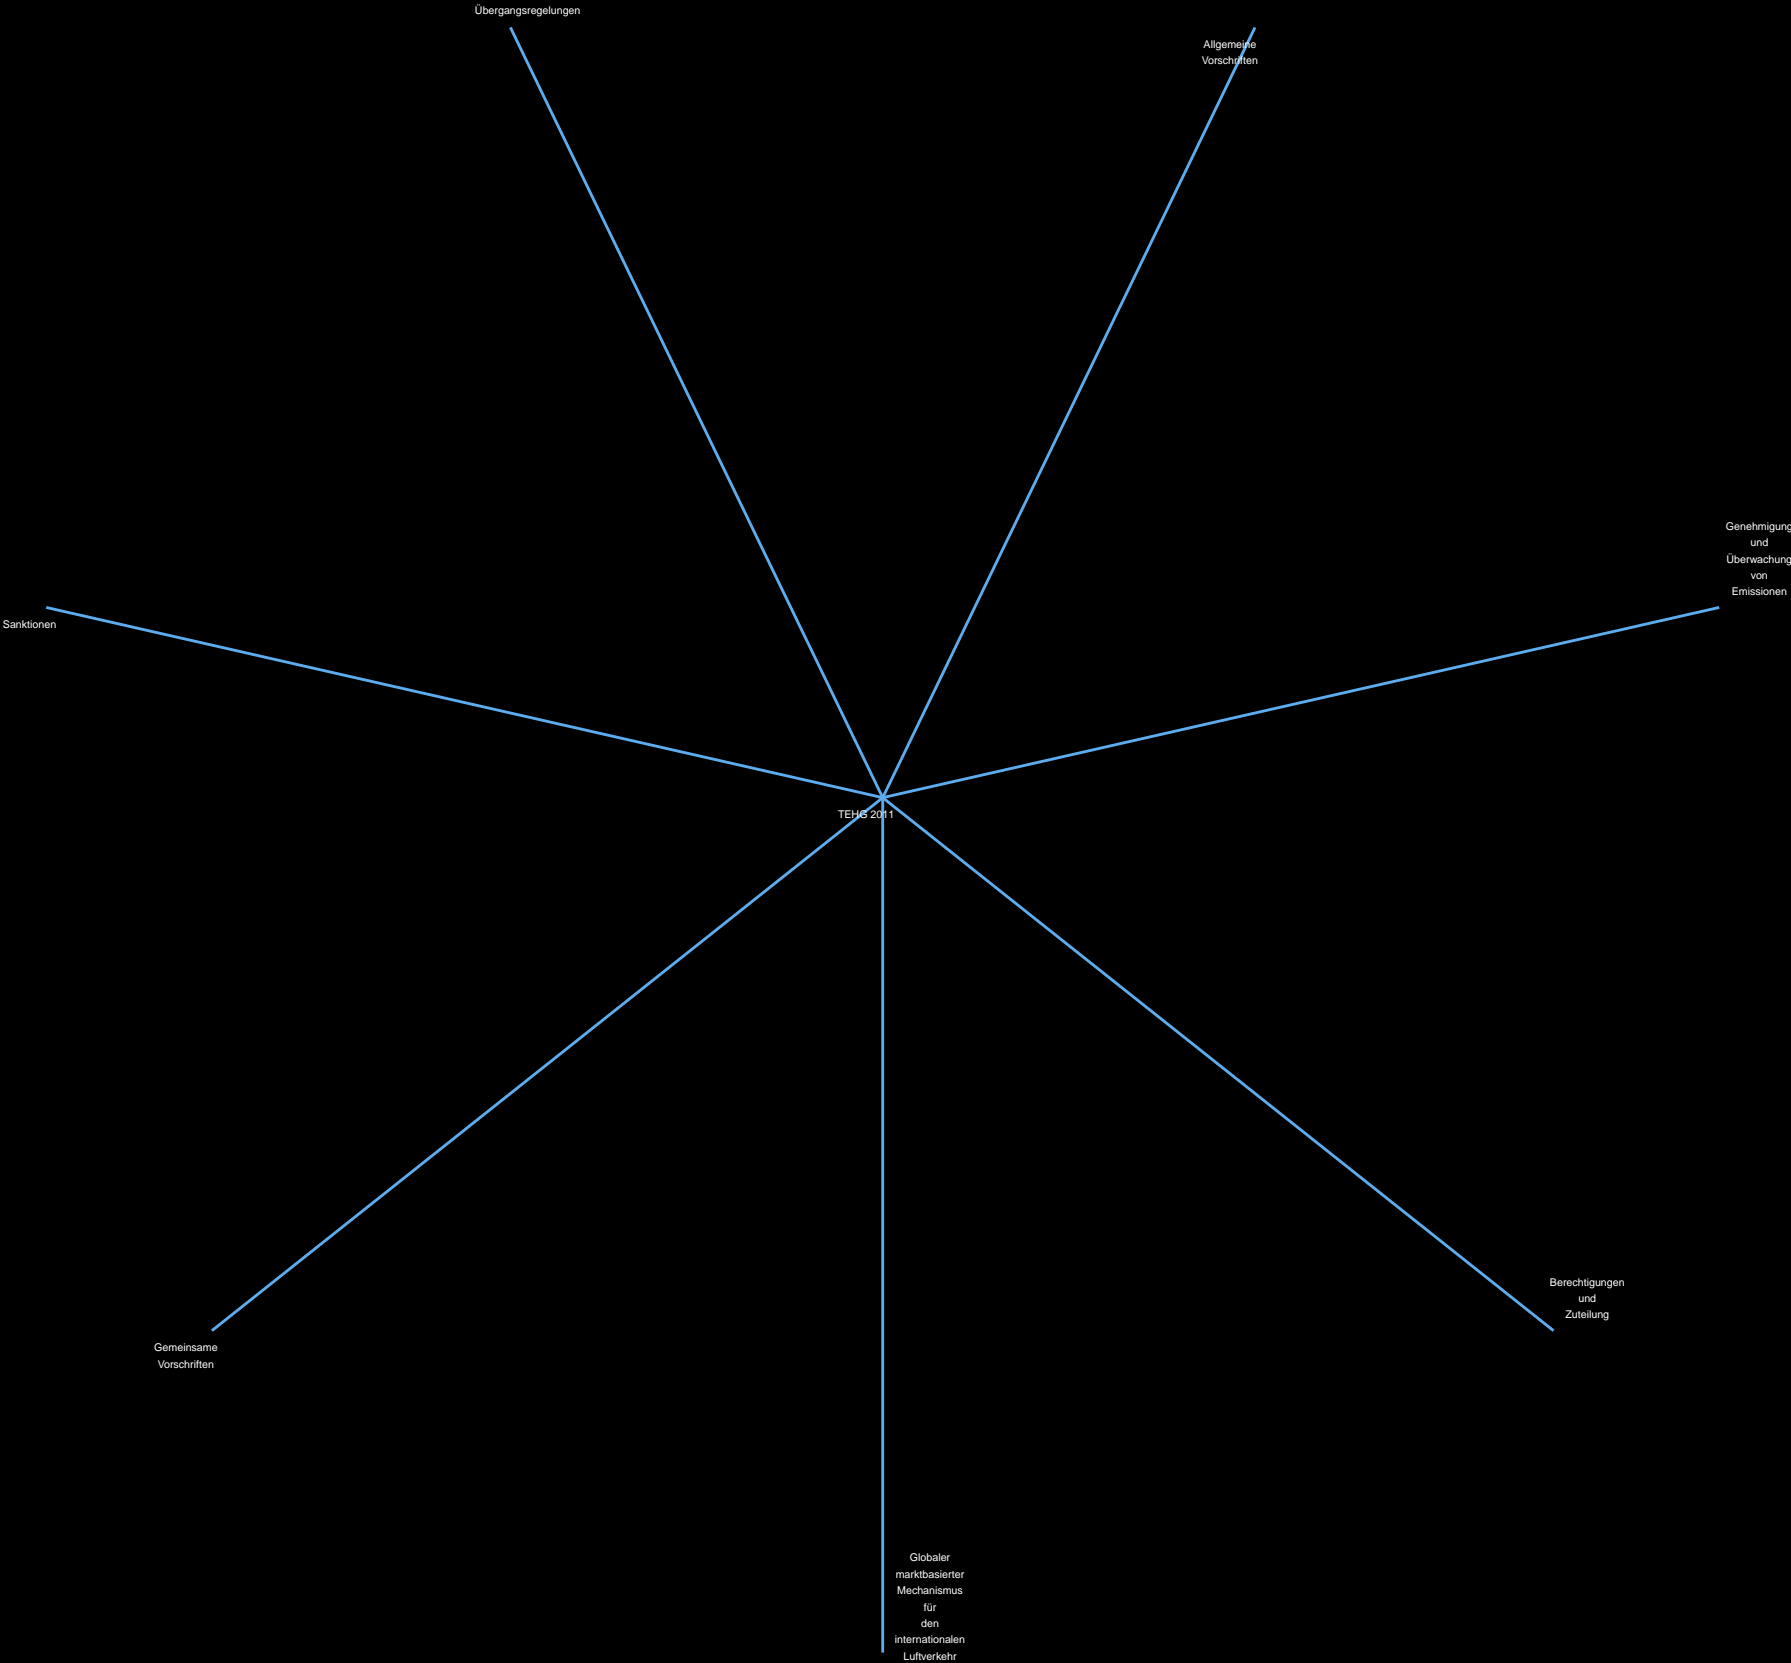 Übergangsregelungen
Allgemeine
Vorschriften
Genehmigung
und
Überwachung
von
Emissionen
Sanktionen
TEHG 2011
Berechtigungen
und
Zuteilung
Gemeinsame
Vorschriften
Globaler
marktbasierter
Mechanismus
für
den
internationalen
Luftverkehr